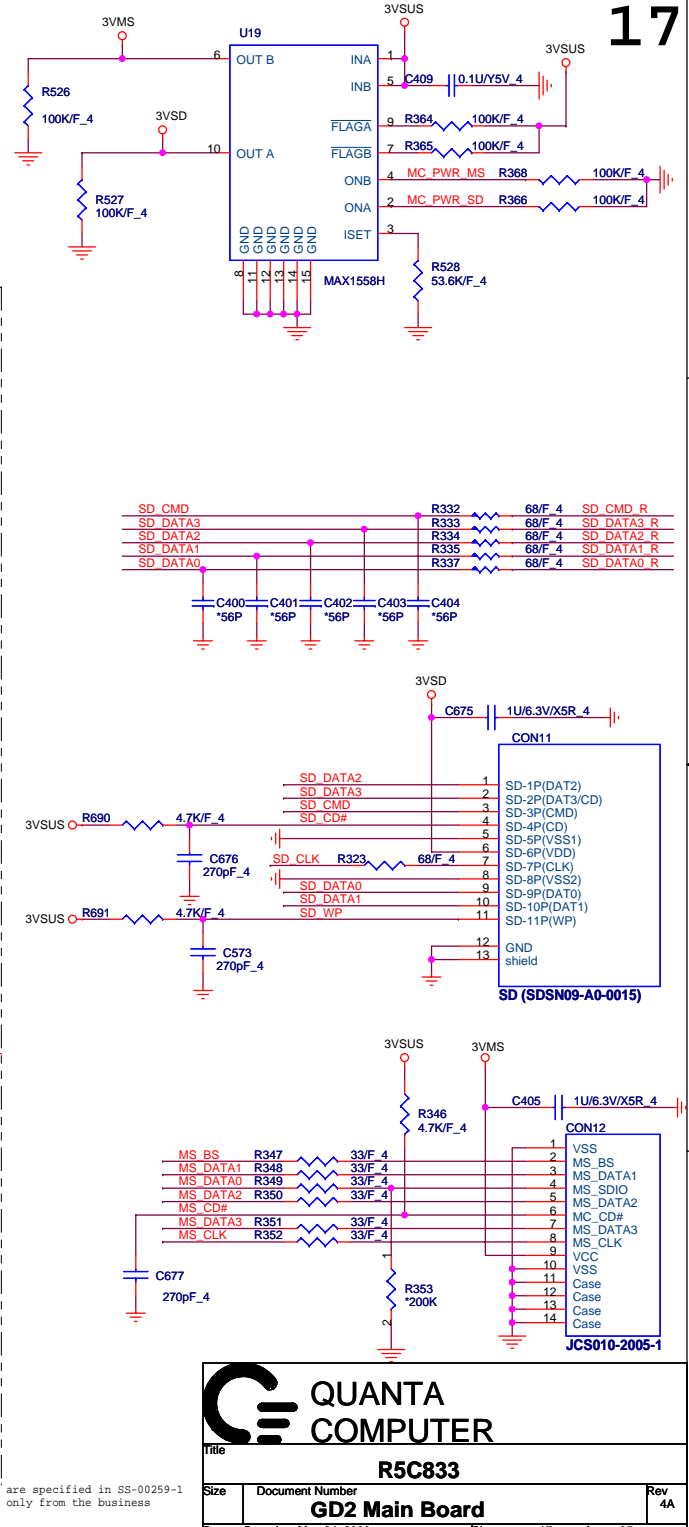 17
3VMS
3VSUS
3VSUS
U19
6 OUT B
INA 1
INB 5
C409 0.1U/Y5V_4
R526
100K/F_4
3VSD
FLAGA 9 R364 100K/F_4
FLAGB 7 R365 100K/F_4
10 OUT A
ONB 4 MC_PWR_MS R368 100K/F_4
ONA 2 MC_PWR_SD R366 100K/F_4
R527
100K/F_4
ISET 3
GND GND GND GND GND GND
8 11 12 13 14 15
MAX1558H
R528
53.6K/F_4
SD_CMD R332 68/F_4 SD_CMD_R
SD_DATA3 R333 68/F_4 SD_DATA3_R
SD_DATA2 R334 68/F_4 SD_DATA2_R
SD_DATA1 R335 68/F_4 SD_DATA1_R
SD_DATA0 R337 68/F_4 SD_DATA0_R
C400 C401 C402 C403 C404
*56P *56P *56P *56P *56P
3VSD
C675 1U/6.3V/X5R_4
CON11
SD_DATA2 1 SD-1P(DAT2)
SD_DATA3 2 SD-2P(DAT3/CD)
SD_CMD 3 SD-3P(CMD)
3VSUS R690 4.7K/F_4 SD_CD# 4 SD-4P(CD)
5 SD-5P(VSS1)
6 SD-6P(VDD)
C676
270pF_4
SD_CLK R323 68/F_4 7 SD-7P(CLK)
8 SD-8P(VSS2)
SD_DATA0 9 SD-9P(DAT0)
SD_DATA1 10 SD-10P(DAT1)
3VSUS R691 4.7K/F_4 SD_WP 11 SD-11P(WP)
12 GND
13 shield
C573
270pF_4
SD (SDSN09-A0-0015)
3VSUS
3VMS
C405 1U/6.3V/X5R_4
R346
4.7K/F_4
CON12
1 VSS
MS_BS R347 33/F_4 2 MS_BS
MS_DATA1 R348 33/F_4 3 MS_DATA1
MS_DATA0 R349 33/F_4 4 MS_SDIO
MS_DATA2 R350 33/F_4 5 MS_DATA2
MS_CD# 6 MC_CD#
MS_DATA3 R351 33/F_4 7 MS_DATA3
MS_CLK R352 33/F_4 8 MS_CLK
9 VCC
10 VSS
11 Case
12 Case
13 Case
14 Case
C677
270pF_4
1
R353
*200K
2
JCS010-2005-1
QUANTA
COMPUTER
Title
R5C833
are specified in SS-00259-1
only from the business
Size Document Number Rev
GD2 Main Board 4A